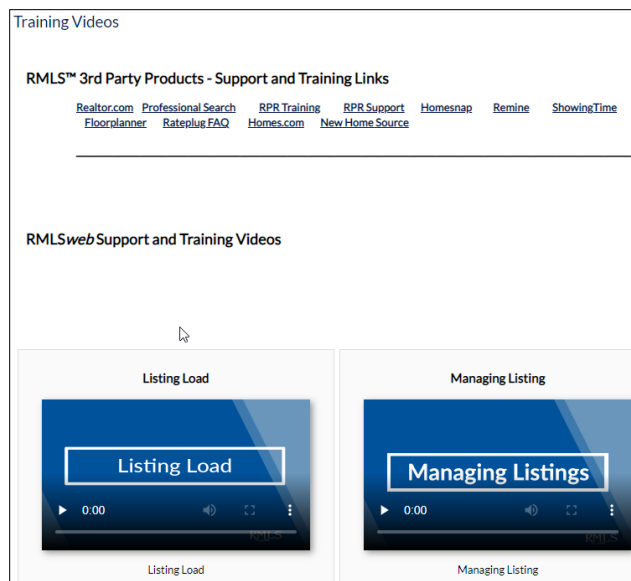 Training Videos
RMLS™ 3rd Party Products - Support and Training Links
Realtor.com Professional Search RPR Training RPR Support Homesnap Remine ShowingTime
Floorplanner Rateplug FAQ Homes.com New Home Source
RMLSweb Support and Training Videos
Listing Load
Listing Load
0:00
RMLS
Listing Load
Managing Listing
Managing Listings
0:00
RMLS
Managing Listing